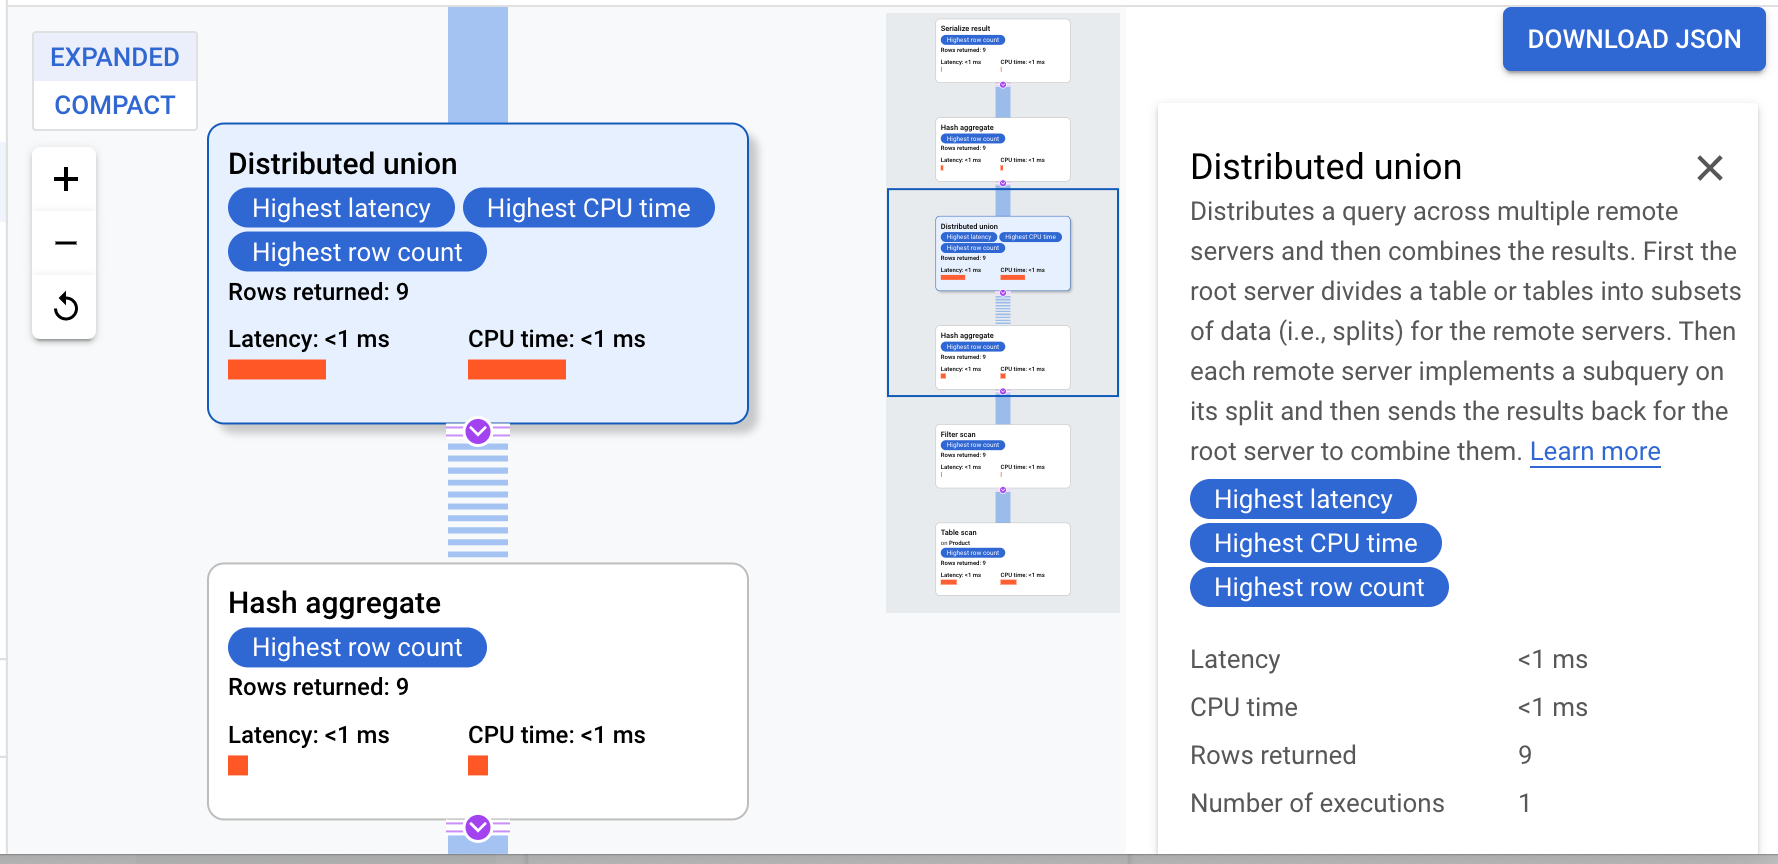 EXPANDED
COMPACT
Distributed union
Highest latency
Highest CPU time
Highest row count
Rows returned: 9
Latency: <1 ms
CPU time: <1 ms
Hash aggregate
Highest row count
Rows returned: 9
Latency: <1 ms
CPU time: <1 ms
Serialize result
Highest row count
Rows returned: 9
Latency: <1 ms
CPU time: <1 ms
Hash aggregate
Highest row count
Rows returned: 9
Latency: <1 ms
CPU time: <1 ms
Distributed union
Highest latency
Highest CPU time
Highest row count
Rows returned: 9
Latency: <1 ms
CPU time: <1 ms
Hash aggregate
Highest row count
Rows returned: 9
Latency: <1 ms
CPU time: <1 ms
Filter scan
Highest row count
Rows returned: 9
Latency: <1 ms
CPU time: <1 ms
Table scan
on Product
Highest row count
Rows returned: 9
Latency: <1 ms
CPU time: <1 ms
DOWNLOAD JSON
Distributed union
Distributes a query across multiple remote
servers and then combines the results. First the
root server divides a table or tables into subsets
of data (i.e., splits) for the remote servers. Then
each remote server implements a subquery on
its split and then sends the results back for the
root server to combine them. Learn more
Highest latency
Highest CPU time
Highest row count
Latency <1 ms
CPU time <1 ms
Rows returned 9
Number of executions 1